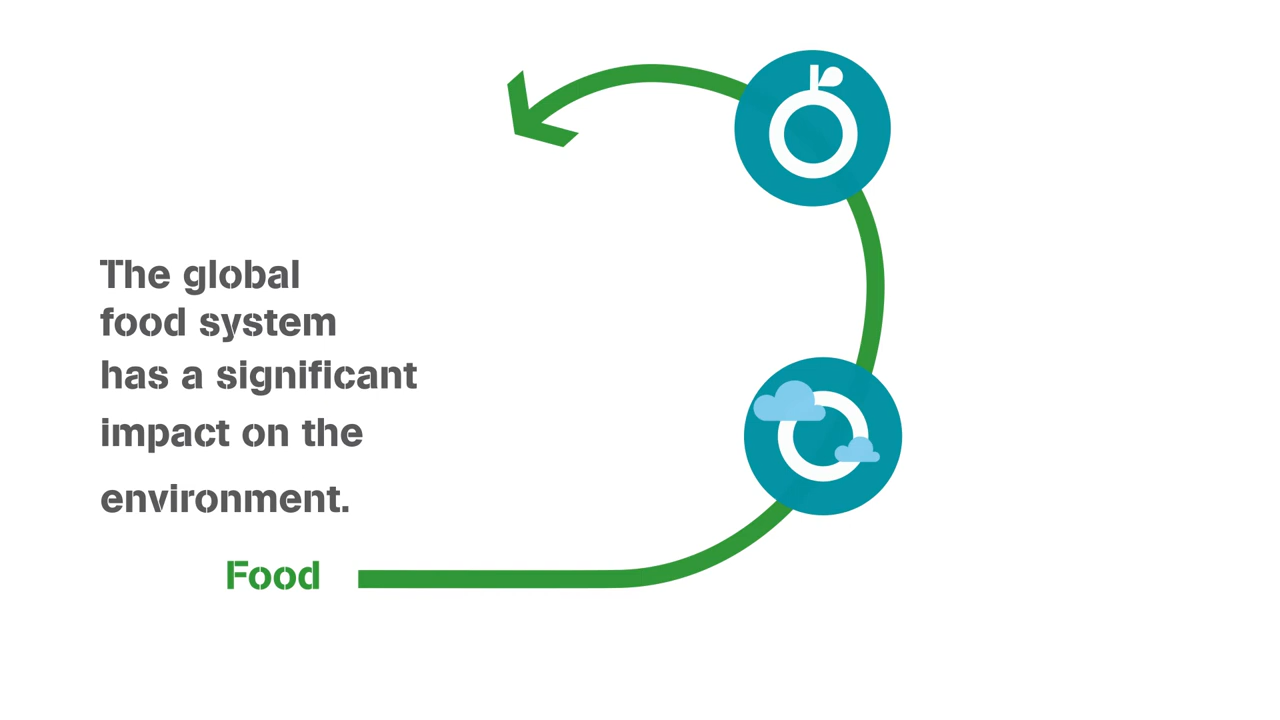 The global
food system
has a significant
impact on the
environment.
Food